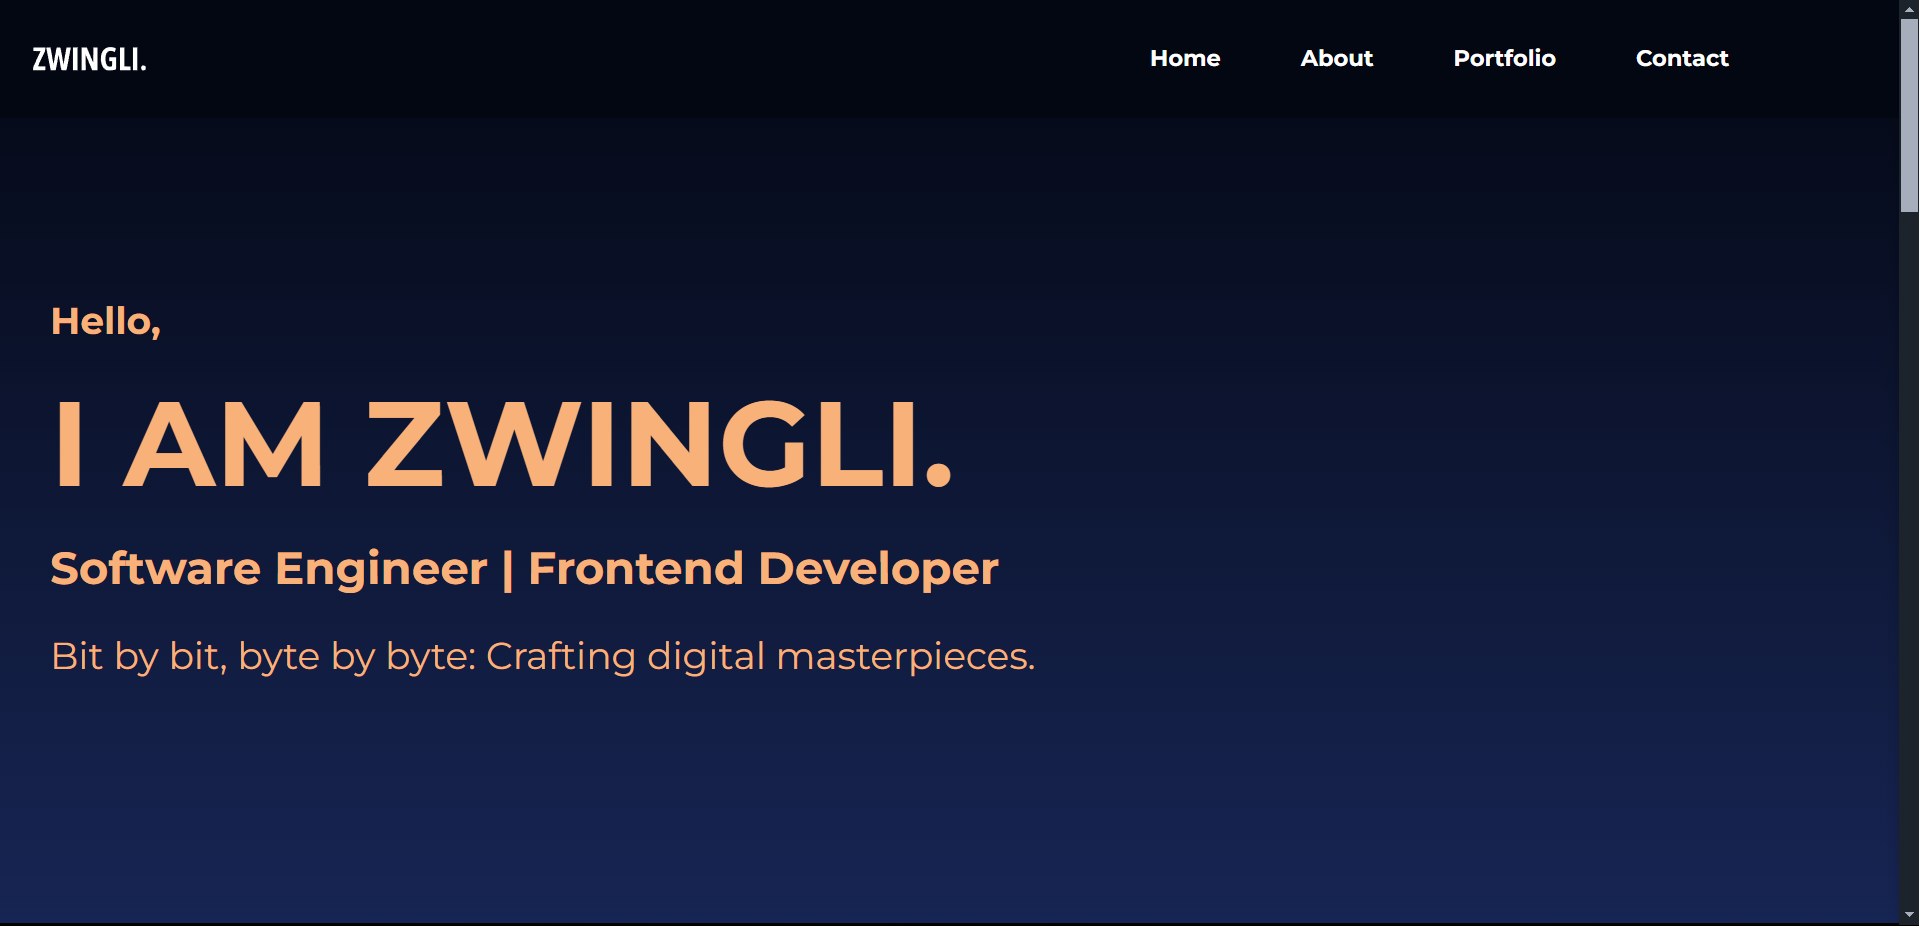 ZWINGLI.
Home About Portfolio Contact
Hello,
I AM ZWINGLI.
Software Engineer | Frontend Developer
Bit by bit, byte by byte: Crafting digital masterpieces.